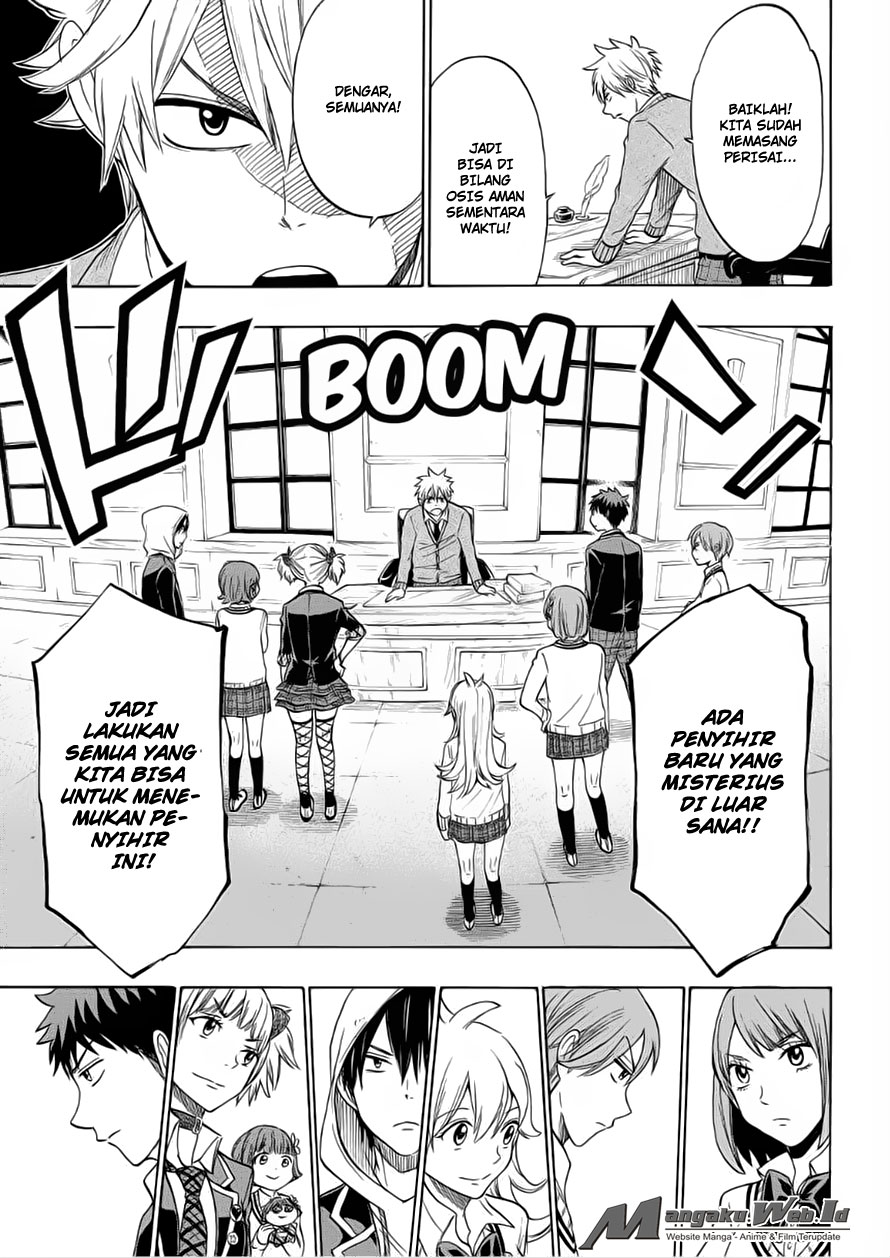 BAIKLAH!
KITA SUDAH
MEMASANG
PERISAI...
JADI
BISA DI
BILANG
OSIS AMAN
SEMENTARA
WAKTU!
DENGAR,
SEMUANYA!
BOOM
ADA
PENYIHIR
BARU YANG
MISTERIUS
DI LUAR
SANA!!
JADI
LAKUKAN
SEMUA YANG
KITA BISA
UNTUK MENE-
MUKAN PE-
NYIHIR
INI!
Mangaku Web.Id
Website Manga - Anime & Film Terupdate